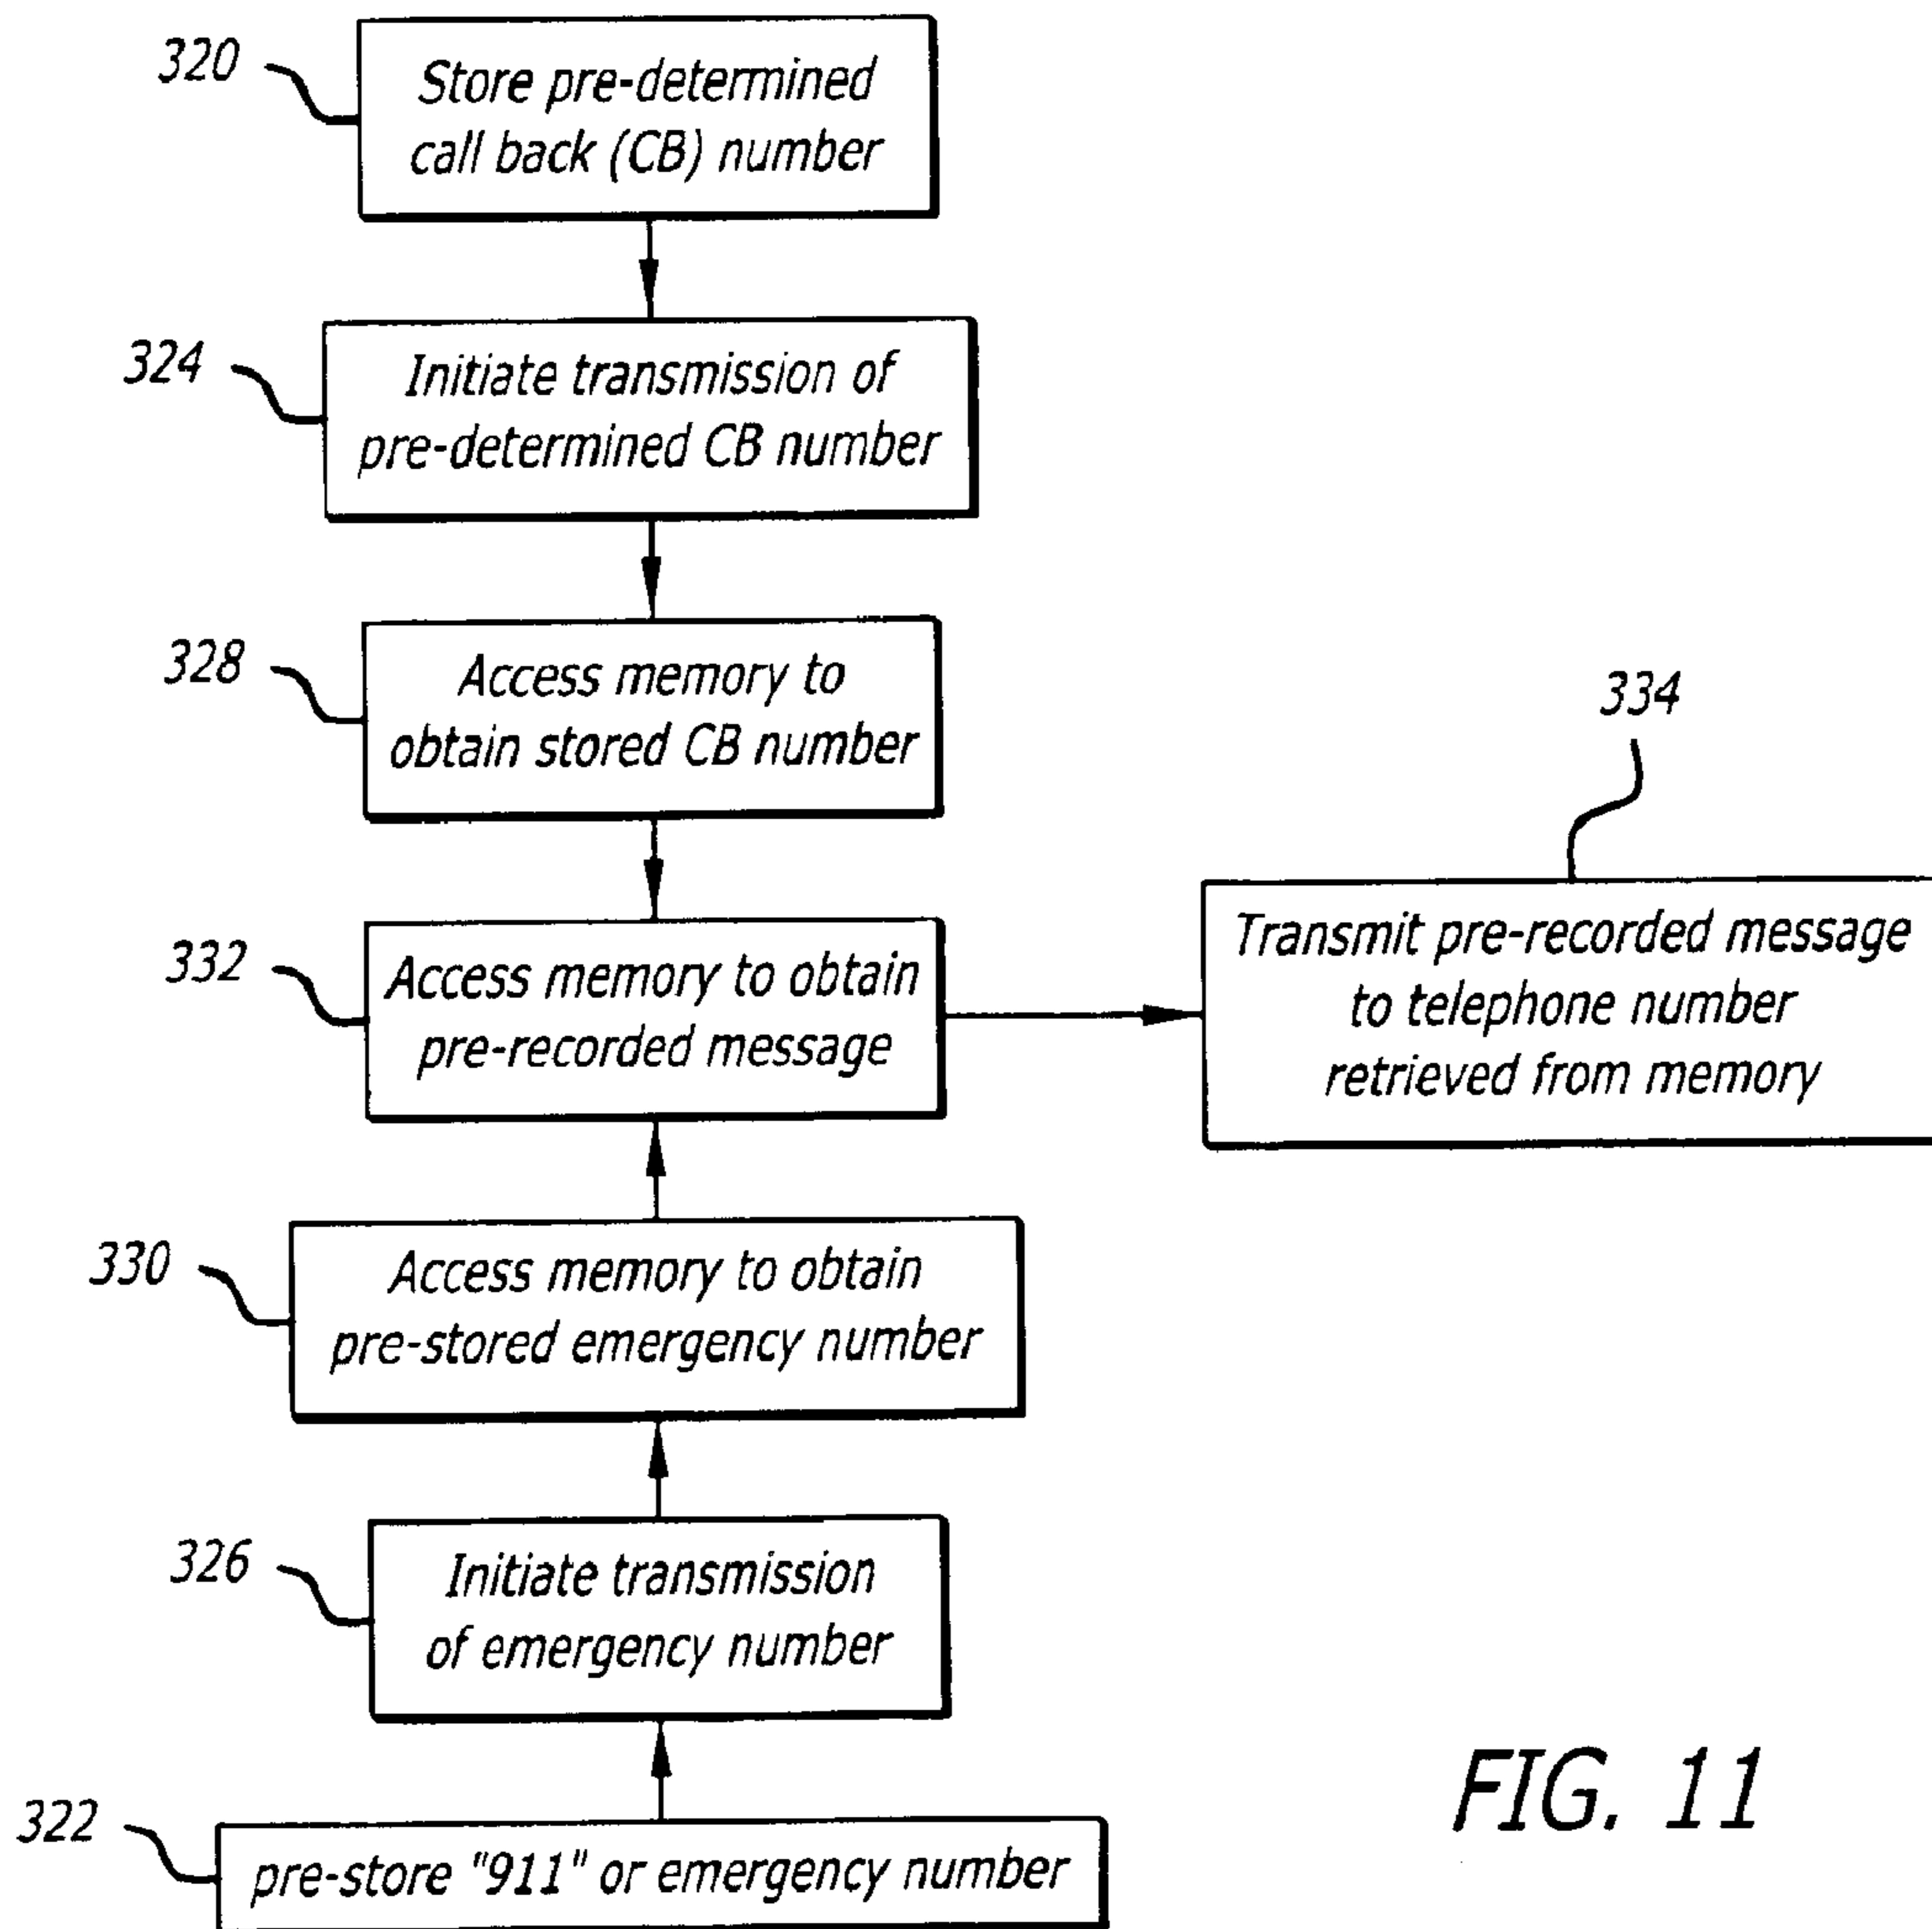 320
Store pre-determined
call back (CB) number
324
Initiate transmission of
pre-determined CB number
328
Access memory to
obtain stored CB number
332
Access memory to obtain
pre-recorded message
334
Transmit pre-recorded message
to telephone number
retrieved from memory
330
Access memory to obtain
pre-stored emergency number
326
Initiate transmission
of emergency number
322
pre-store "911" or emergency number
FIG. 11